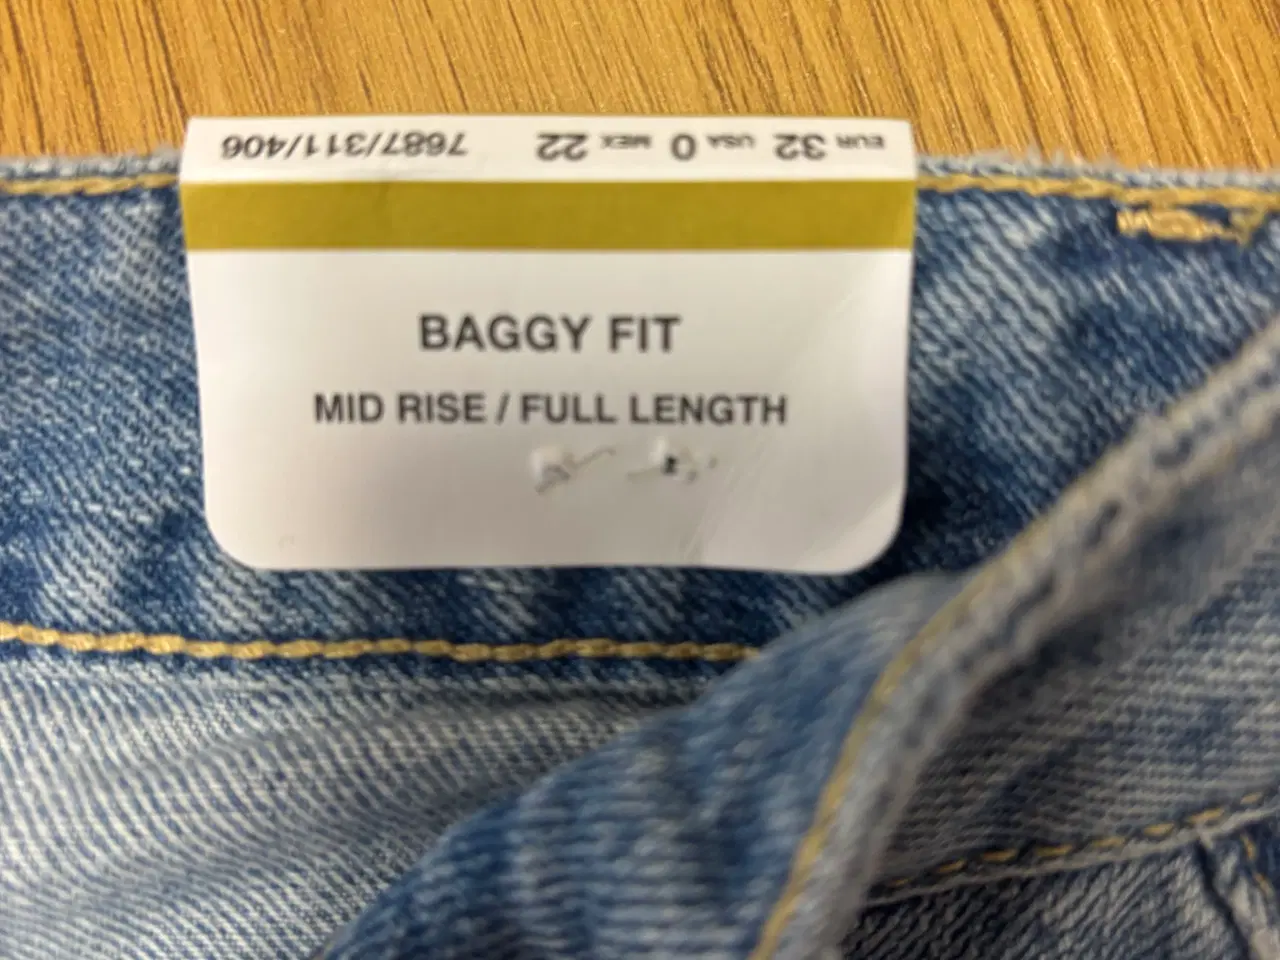 EUR 32 USA 0 MEX 22 7687/311/406
BAGGY FIT
MID RISE / FULL LENGTH